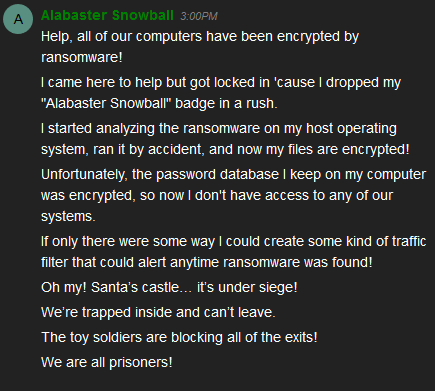 A
Alabaster Snowball 3:00PM
Help, all of our computers have been encrypted by
ransomware!
I came here to help but got locked in 'cause I dropped my
"Alabaster Snowball" badge in a rush.
I started analyzing the ransomware on my host operating
system, ran it by accident, and now my files are encrypted!
Unfortunately, the password database I keep on my computer
was encrypted, so now I don't have access to any of our
systems.
If only there were some way I could create some kind of traffic
filter that could alert anytime ransomware was found!
Oh my! Santa's castle… it's under siege!
We're trapped inside and can't leave.
The toy soldiers are blocking all of the exits!
We are all prisoners!